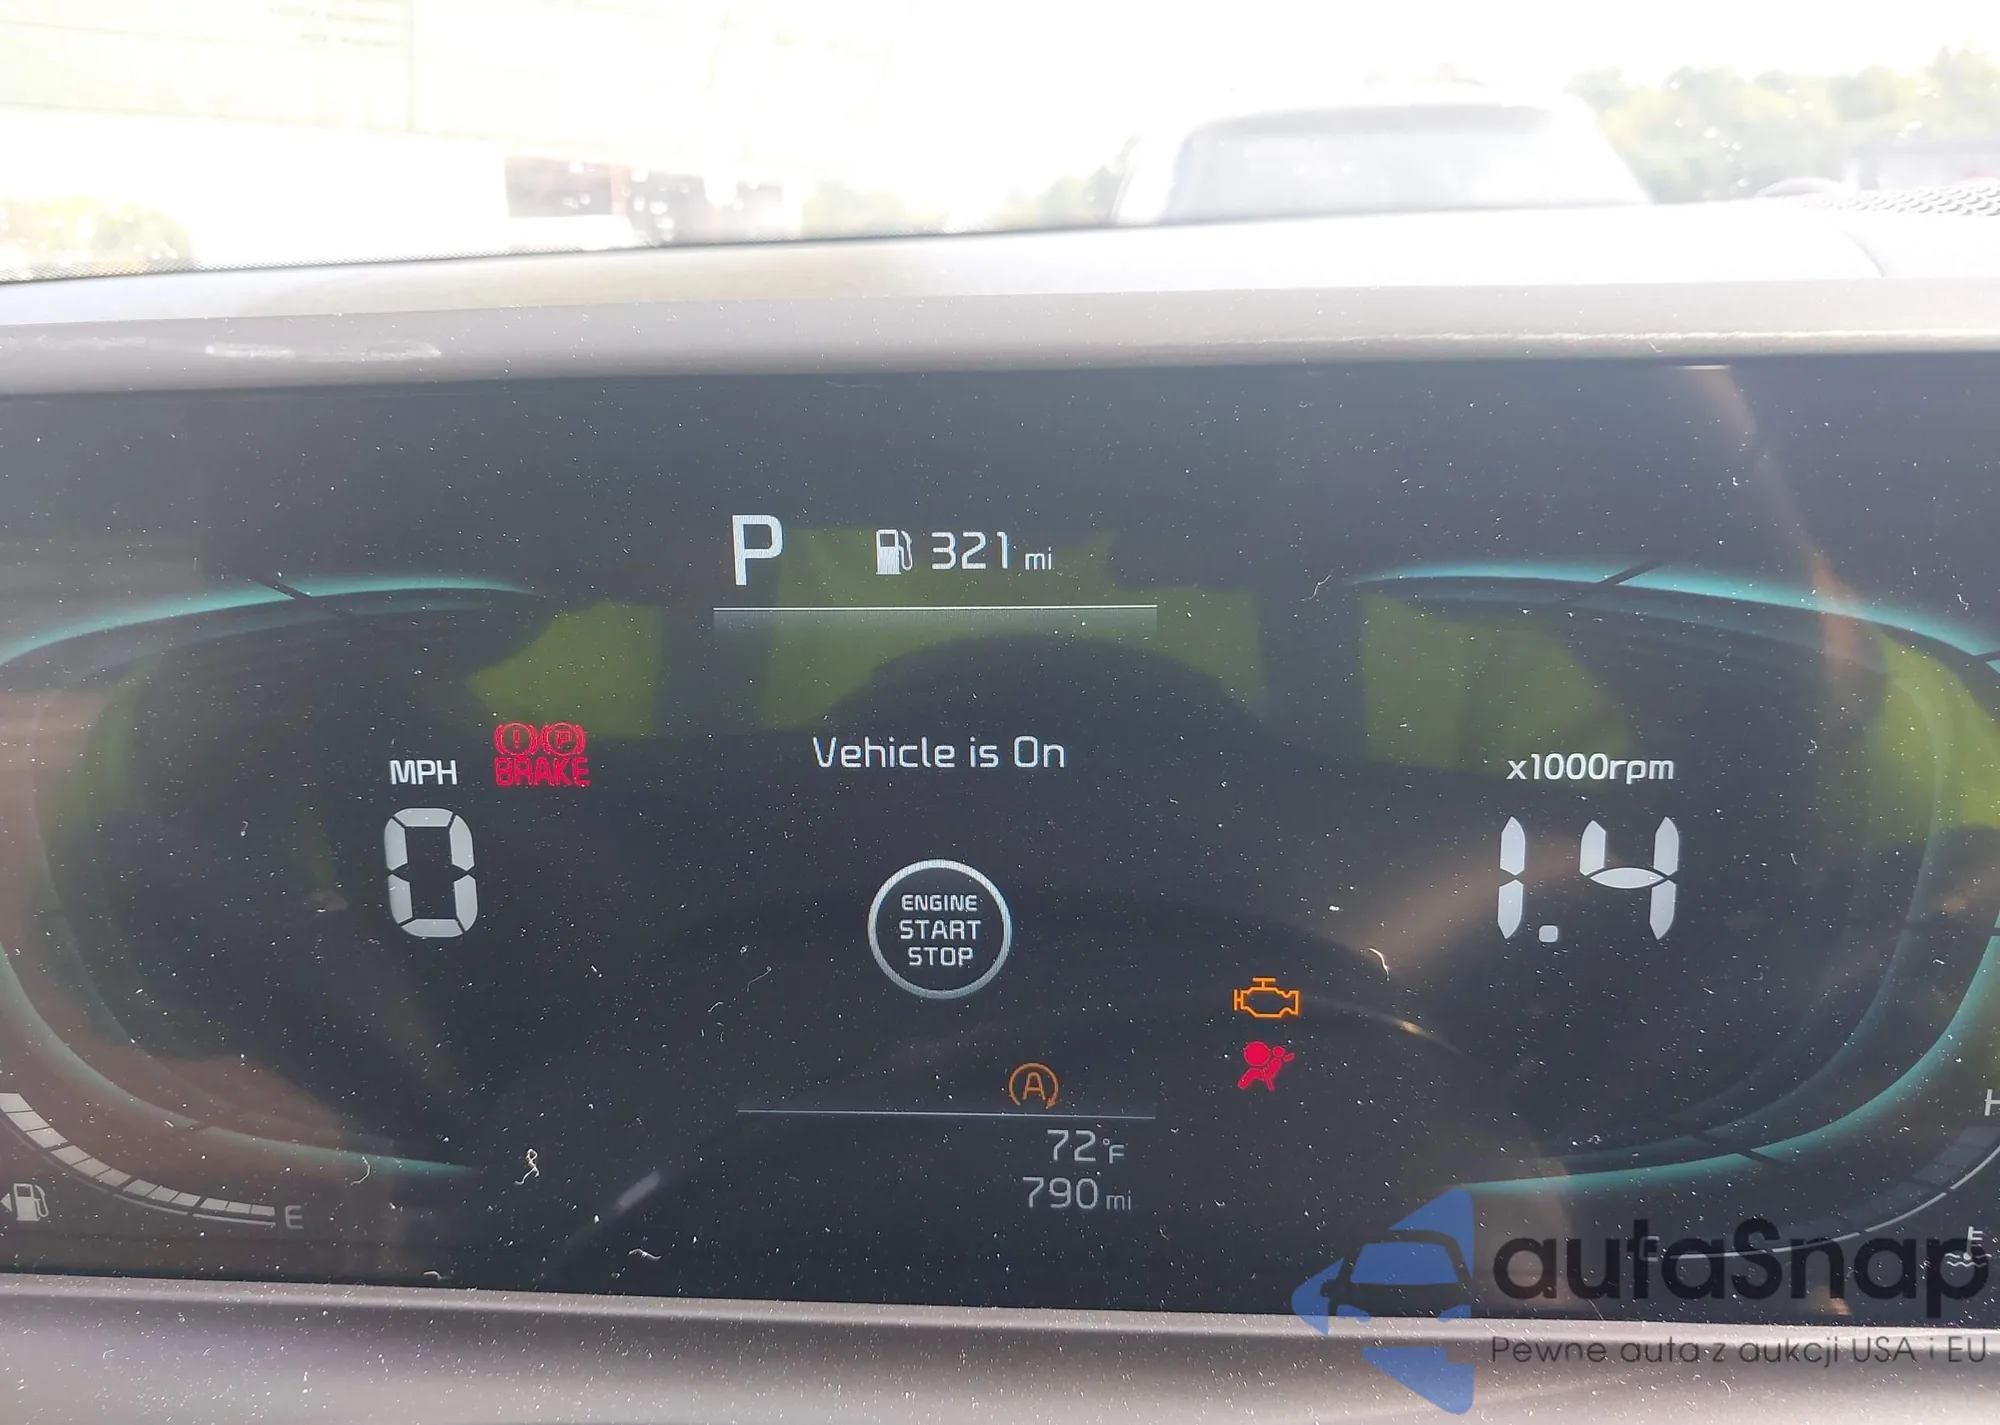 P 321 mi
BRAKE
MPH
Vehicle is On
x1000rpm
0
1.4
ENGINE
START
STOP
A
72°F
790 mi
E
H
C
autaSnap
Pewne auta z aukcji USA i EU